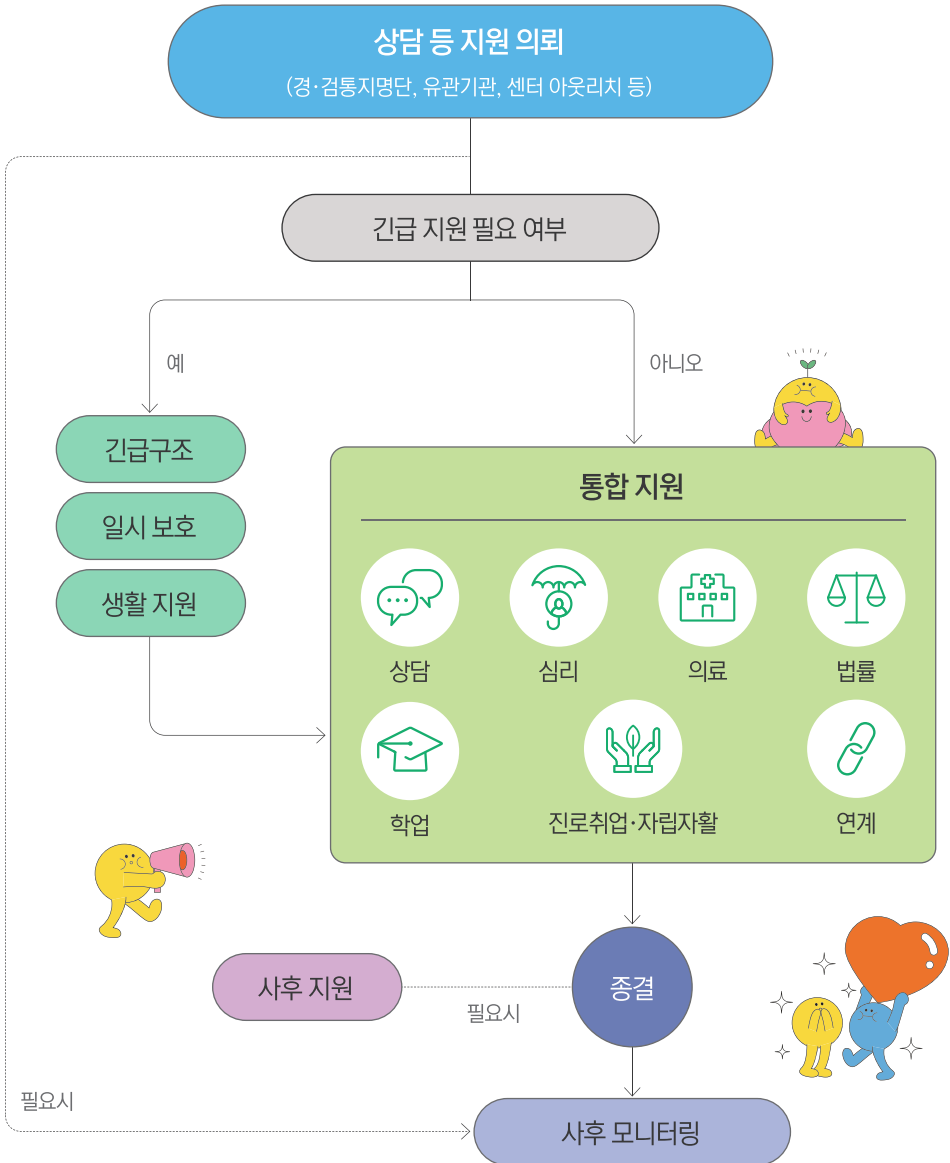 상담 등 지원 의뢰
(경·검통지명단, 유관기관, 센터 아웃리치 등)
긴급 지원 필요 여부
예
아니오
긴급구조
일시 보호
생활 지원
통합 지원
상담
심리
의료
법률
학업
진로취업·자립자활
연계
종결
사후 지원
필요시
필요시
사후 모니터링